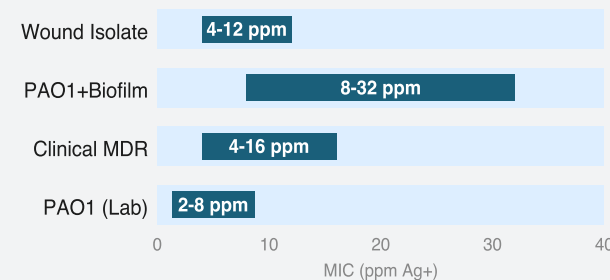 Wound Isolate 4-12 ppm
PAO1+Biofilm 8-32 ppm
Clinical MDR 4-16 ppm
PAO1 (Lab) 2-8 ppm
0 10 20 30 40
MIC (ppm Ag+)